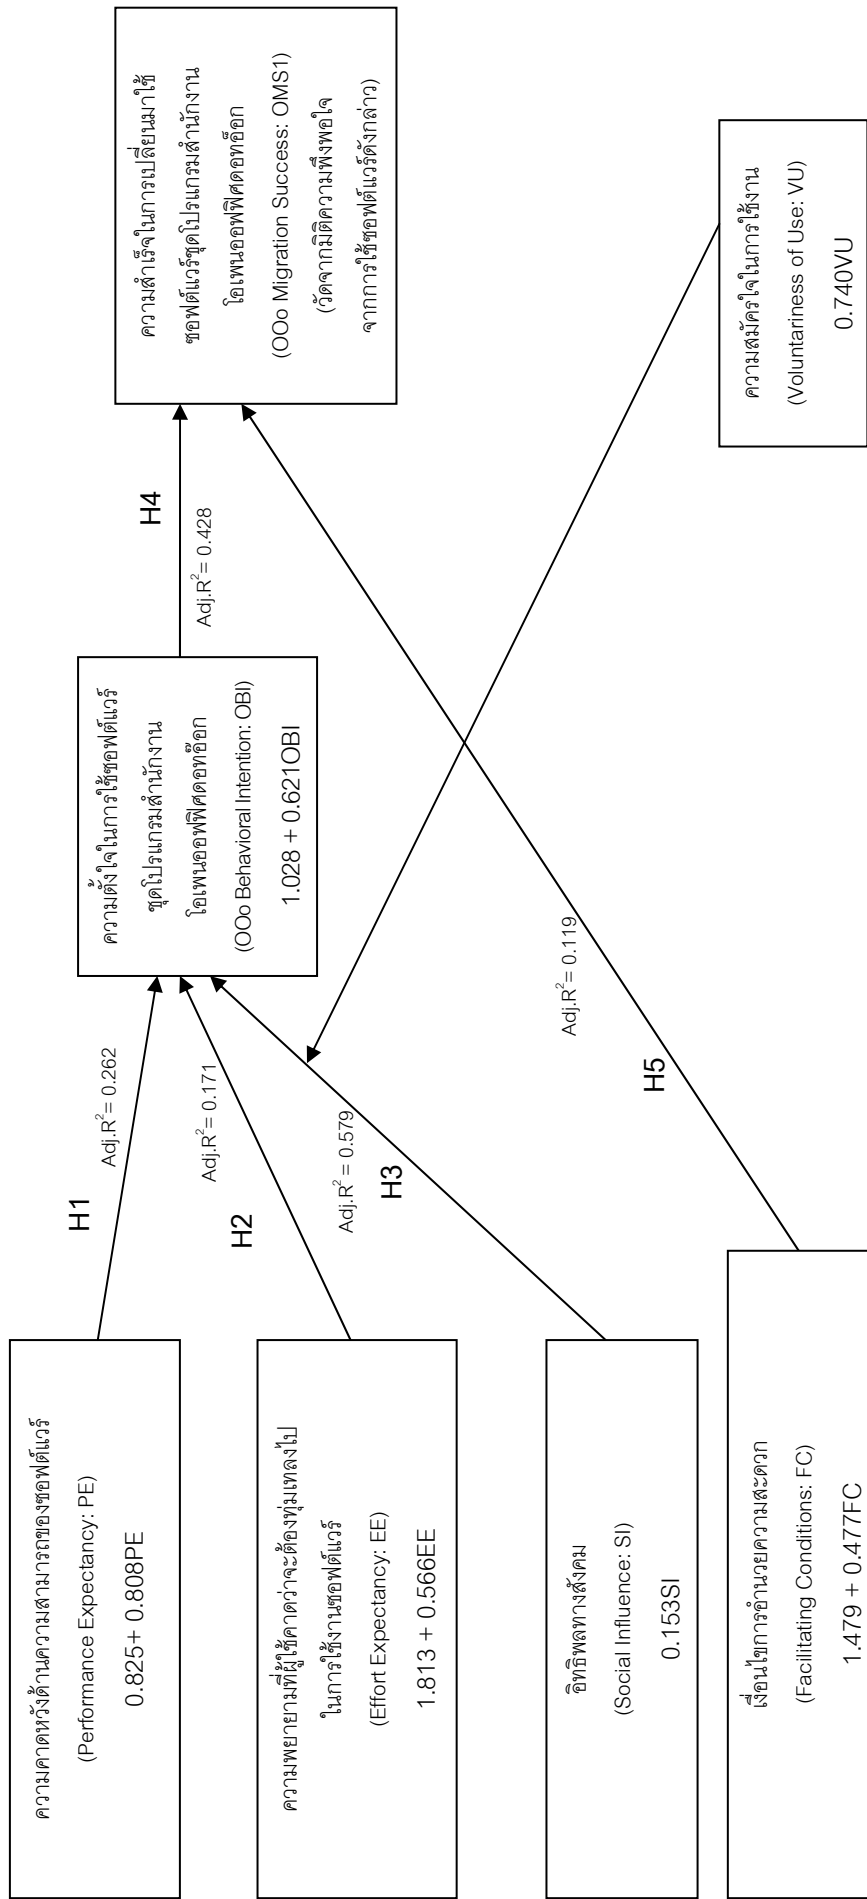 ความคาดหวังด้านความสามารถของซอฟต์แวร์
(Performance Expectancy: PE)
0.825+ 0.808PE
H1
Adj.R²= 0.262
ความพยายามที่ผู้ใช้คาดว่าจะต้องทุ่มเทลงไป
ในการใช้งานซอฟต์แวร์
(Effort Expectancy: EE)
1.813 + 0.566EE
H2
Adj.R²= 0.171
อิทธิพลทางสังคม
(Social Influence: SI)
0.153SI
Adj.R² = 0.579
H3
เงื่อนไขการอำนวยความสะดวก
(Facilitating Conditions: FC)
1.479 + 0.477FC
H5
Adj.R²= 0.119
ความตั้งใจในการใช้ซอฟต์แวร์
ชุดโปรแกรมสำนักงาน
โอเพนออฟฟิศดอทอ๊อก
(OOo Behavioral Intention: OBI)
1.028 + 0.621OBI
H4
Adj.R²= 0.428
ความสำเร็จในการเปลี่ยนมาใช้
ซอฟต์แวร์ชุดโปรแกรมสำนักงาน
โอเพนออฟฟิศดอทอ็อก
(OOo Migration Success: OMS1)
(วัดจากมิติความพึงพอใจ
จากการใช้ซอฟต์แวร์ดังกล่าว)
ความสมัครใจในการใช้งาน
(Voluntariness of Use: VU)
0.740VU